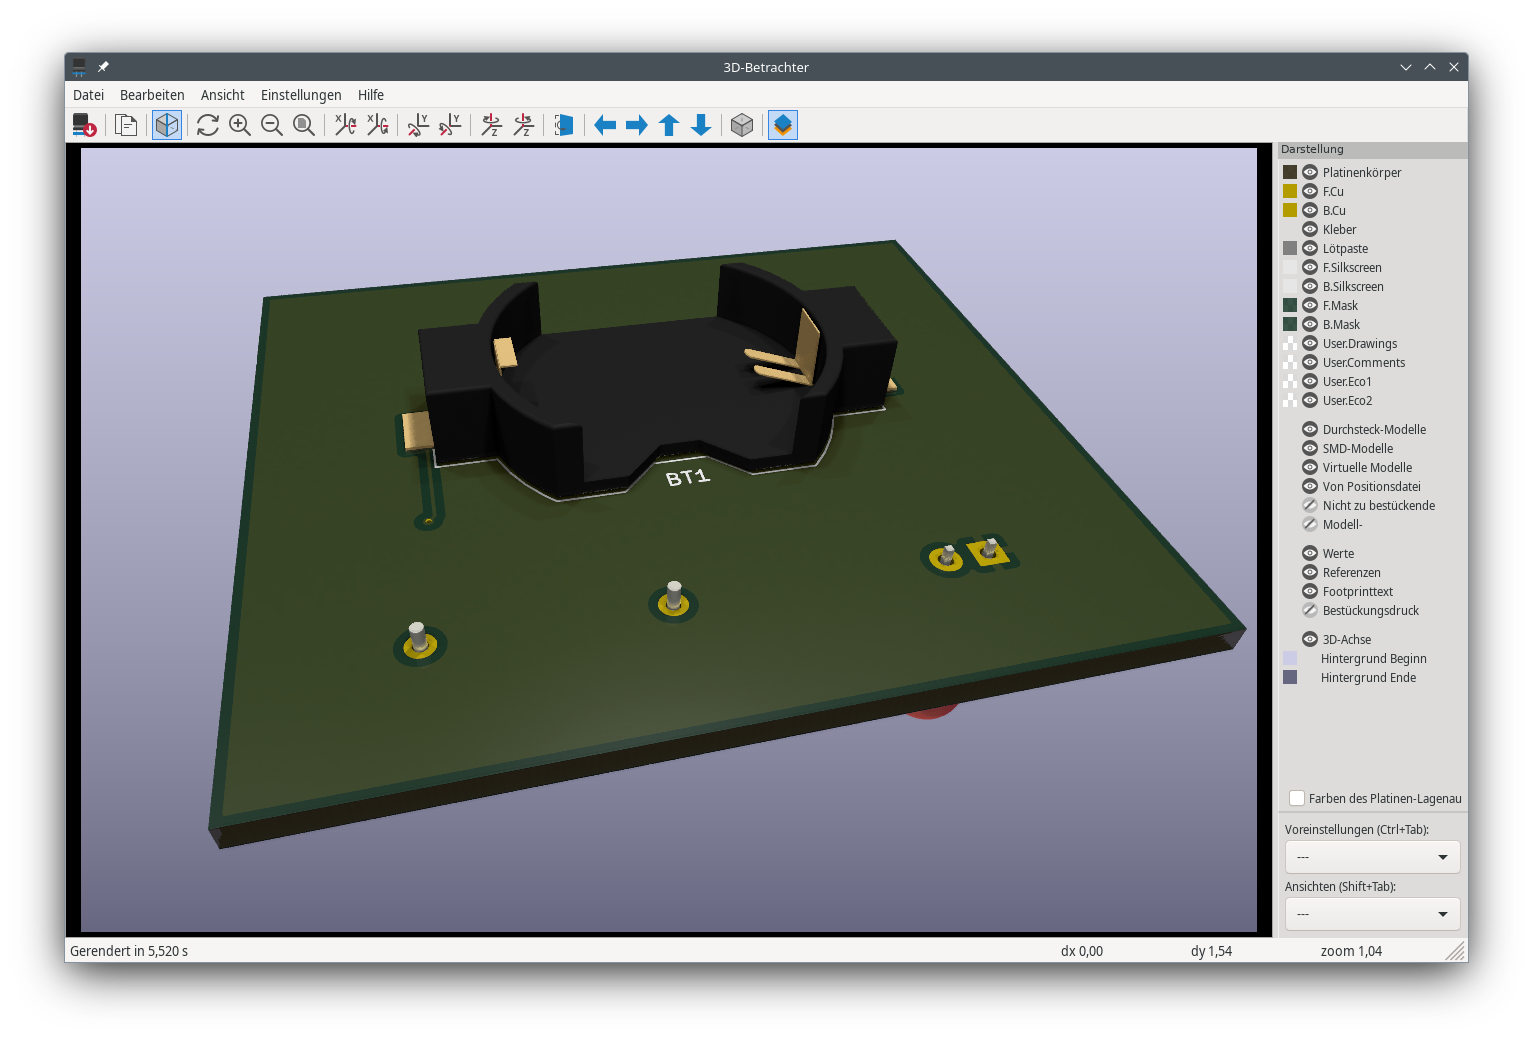 3D-Betrachter
Datei Bearbeiten Ansicht Einstellungen Hilfe
X X Y Y Z Z
Darstellung
Platinenkörper
F.Cu
B.Cu
Kleber
Lötpaste
F.Silkscreen
B.Silkscreen
F.Mask
B.Mask
User.Drawings
User.Comments
User.Eco1
User.Eco2
Durchsteck-Modelle
SMD-Modelle
Virtuelle Modelle
Von Positionsdatei
Nicht zu bestückende
Modell-
Werte
Referenzen
Footprinttext
Bestückungsdruck
3D-Achse
Hintergrund Beginn
Hintergrund Ende
Farben des Platinen-Lagenau
Voreinstellungen (Ctrl+Tab):
---
Ansichten (Shift+Tab):
---
BT1
Gerendert in 5,520 s dx 0,00 dy 1,54 zoom 1,04